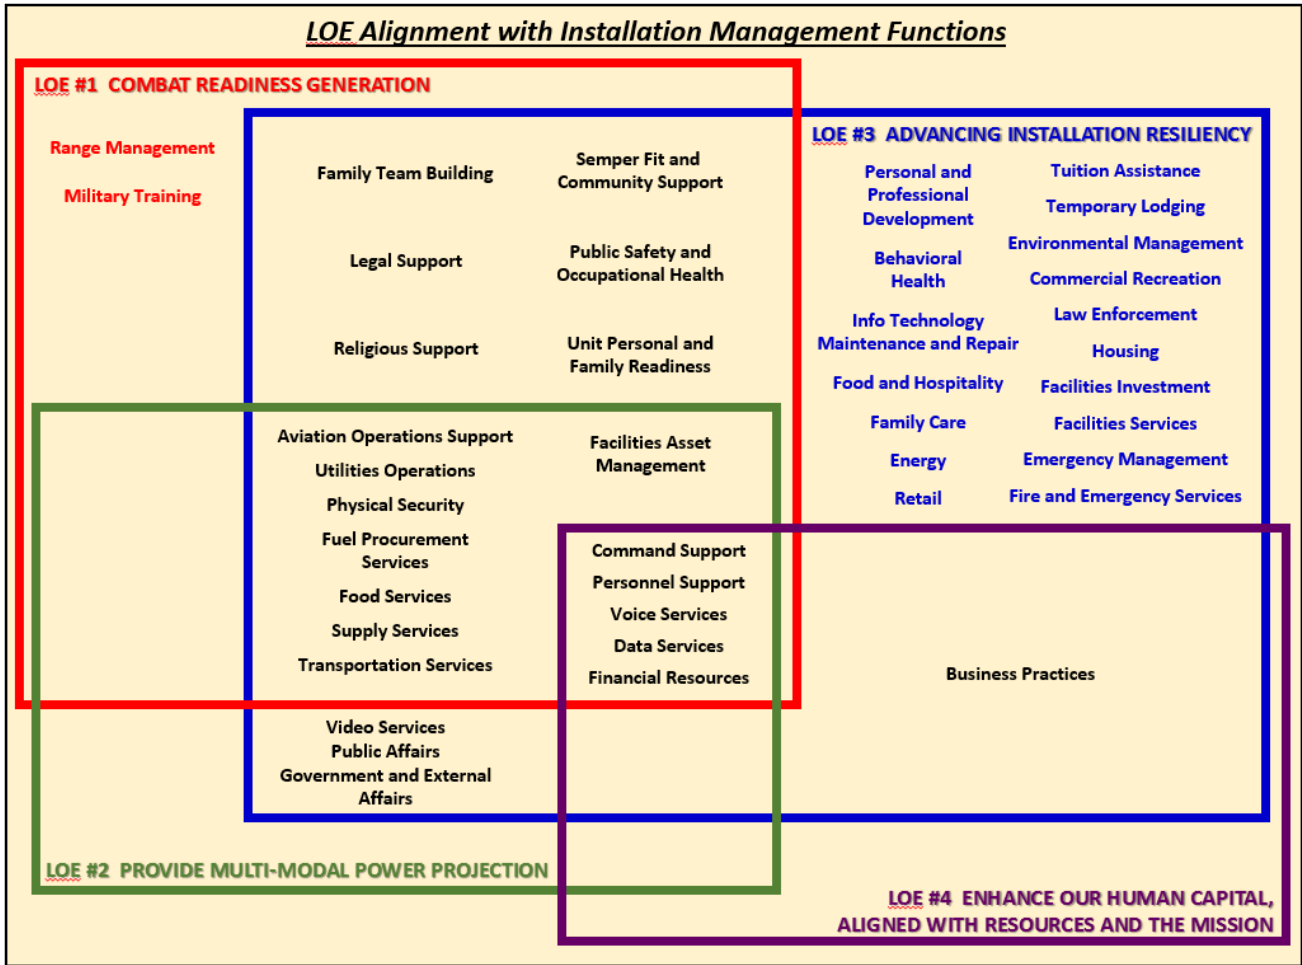 LOE Alignment with Installation Management Functions
LOE #1 COMBAT READINESS GENERATION
Range Management
Military Training
Family Team Building
Semper Fit and
Community Support
Legal Support
Public Safety and
Occupational Health
Religious Support
Unit Personal and
Family Readiness
LOE #3 ADVANCING INSTALLATION RESILIENCY
Personal and
Professional
Development
Behavioral
Health
Info Technology
Maintenance and Repair
Food and Hospitality
Family Care
Energy
Retail
Tuition Assistance
Temporary Lodging
Environmental Management
Commercial Recreation
Law Enforcement
Housing
Facilities Investment
Facilities Services
Emergency Management
Fire and Emergency Services
Aviation Operations Support
Utilities Operations
Physical Security
Fuel Procurement
Services
Food Services
Supply Services
Transportation Services
Facilities Asset
Management
Command Support
Personnel Support
Voice Services
Data Services
Financial Resources
Business Practices
Video Services
Public Affairs
Government and External
Affairs
LOE #2 PROVIDE MULTI-MODAL POWER PROJECTION
LOE #4 ENHANCE OUR HUMAN CAPITAL,
ALIGNED WITH RESOURCES AND THE MISSION